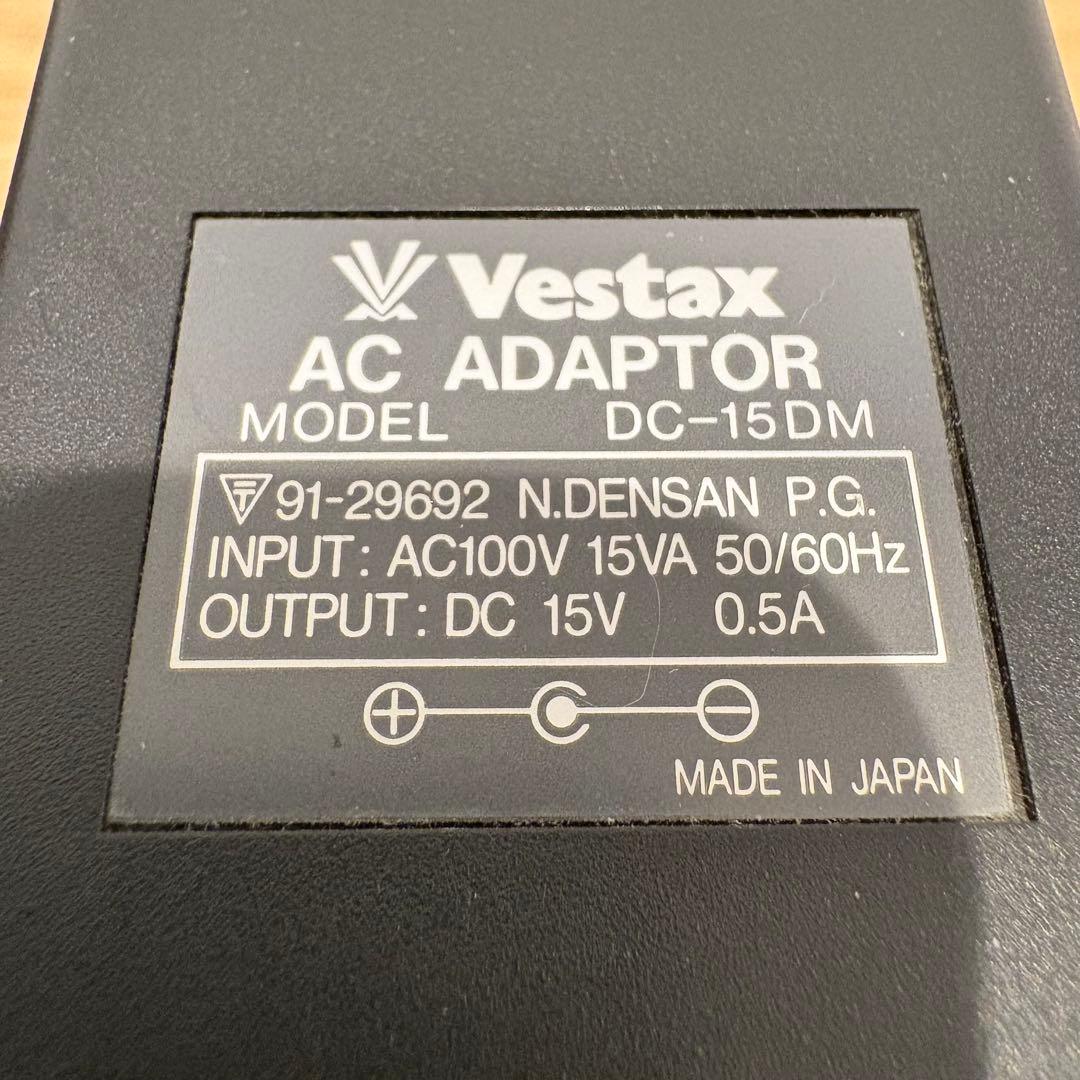 Vestax
AC ADAPTOR
MODEL DC-15DM
T 91-29692 N.DENSAN P.G.
INPUT: AC100V 15VA 50/60Hz
OUTPUT: DC 15V 0.5A
+ −
MADE IN JAPAN